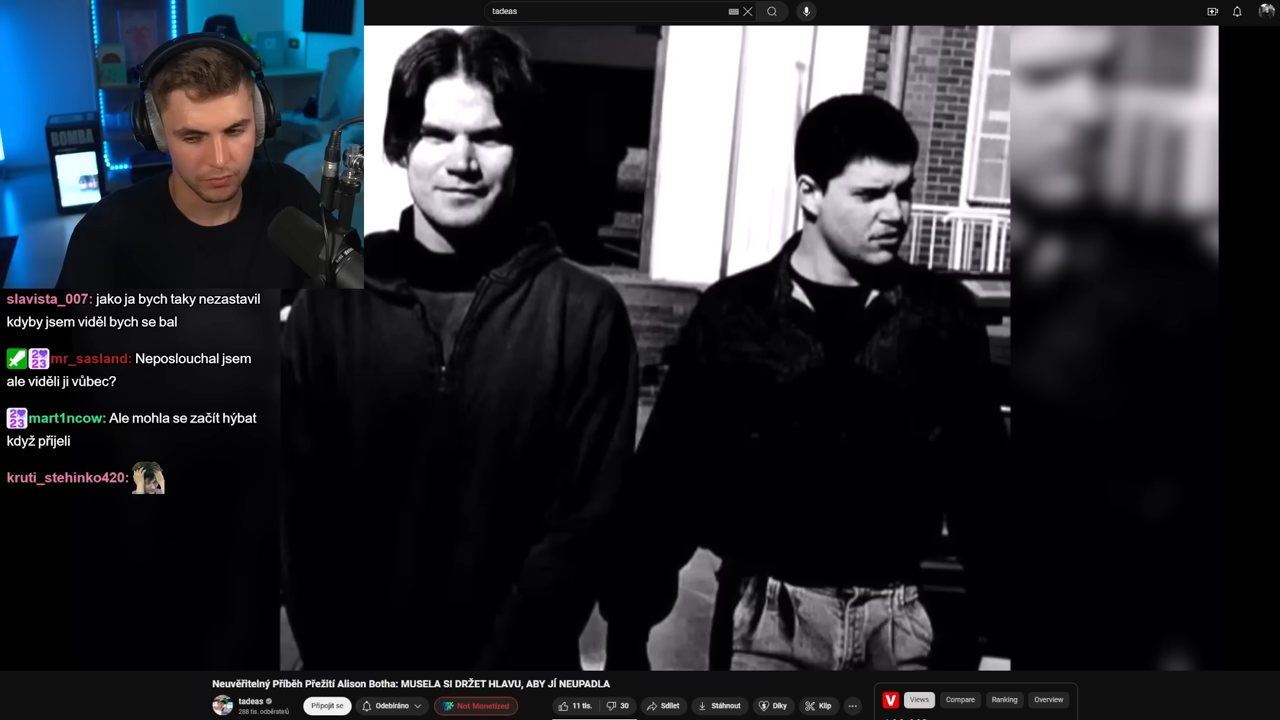 tadeas
BOMBA
slavista_007: jako ja bych taky nezastavil
kdyby jsem viděl bych se bal
mr_sasland: Neposlouchal jsem
ale viděli ji vůbec?
mart1ncow: Ale mohla se začít hýbat
když přijeli
kruti_stehinko420:
Neuvěřitelný Příběh Přežití Alison Botha: MUSELA SI DRŽET HLAVU, ABY JÍ NEUPADLA
tadeas
288 tis. odběratelů
Připojit se
Odebíráno
Not Monetized
11 tis.
30
Sdílet
Stáhnout
Díky
Klip
Views
Compare
Ranking
Overview